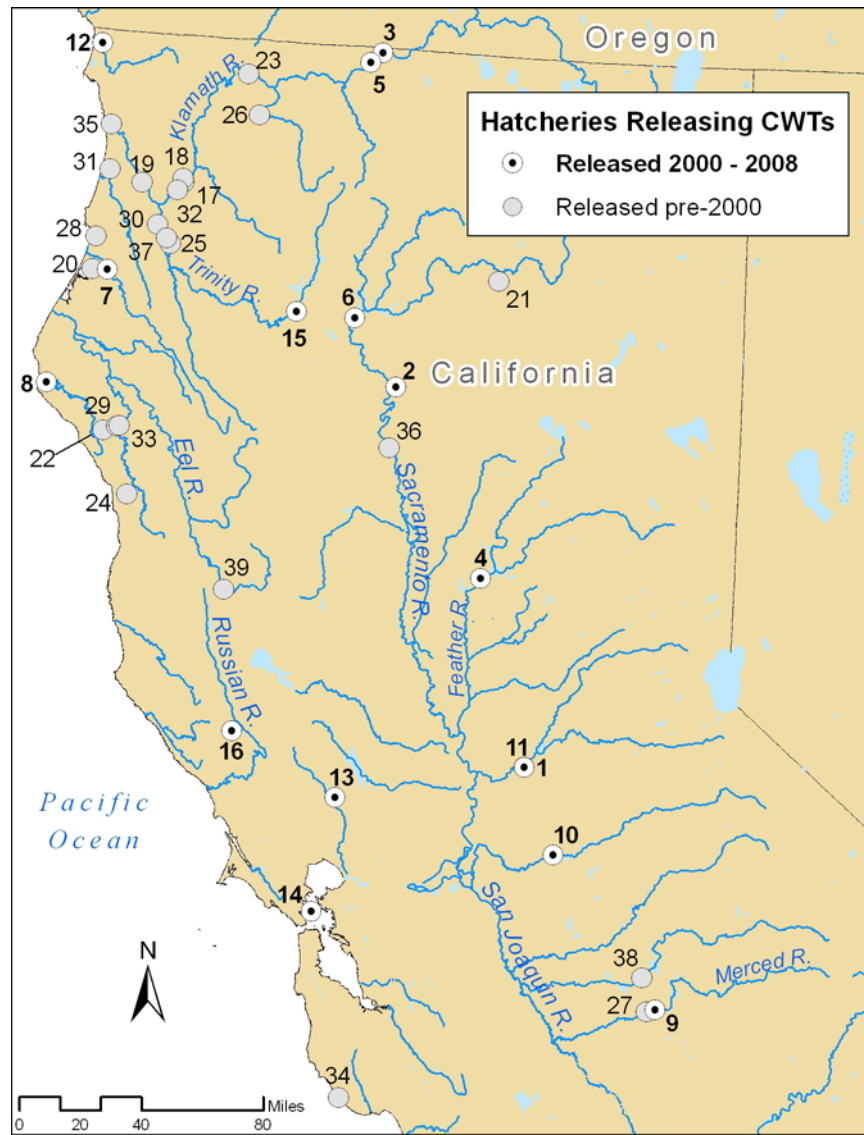 Oregon
12
3
5
23
Klamath R.
26
Hatcheries Releasing CWTs
Released 2000 - 2008
Released pre-2000
35
31
19
18
17
30
32
28
37
25
20
7
Trinity R.
21
15
6
California
2
8
29
22
33
36
Eel R.
Sacramento R.
24
4
39
Feather R.
Russian R.
16
11
1
13
Pacific
Ocean
10
14
San Joaquin R.
38
Merced R.
27
9
N
34
Miles
0 20 40 80